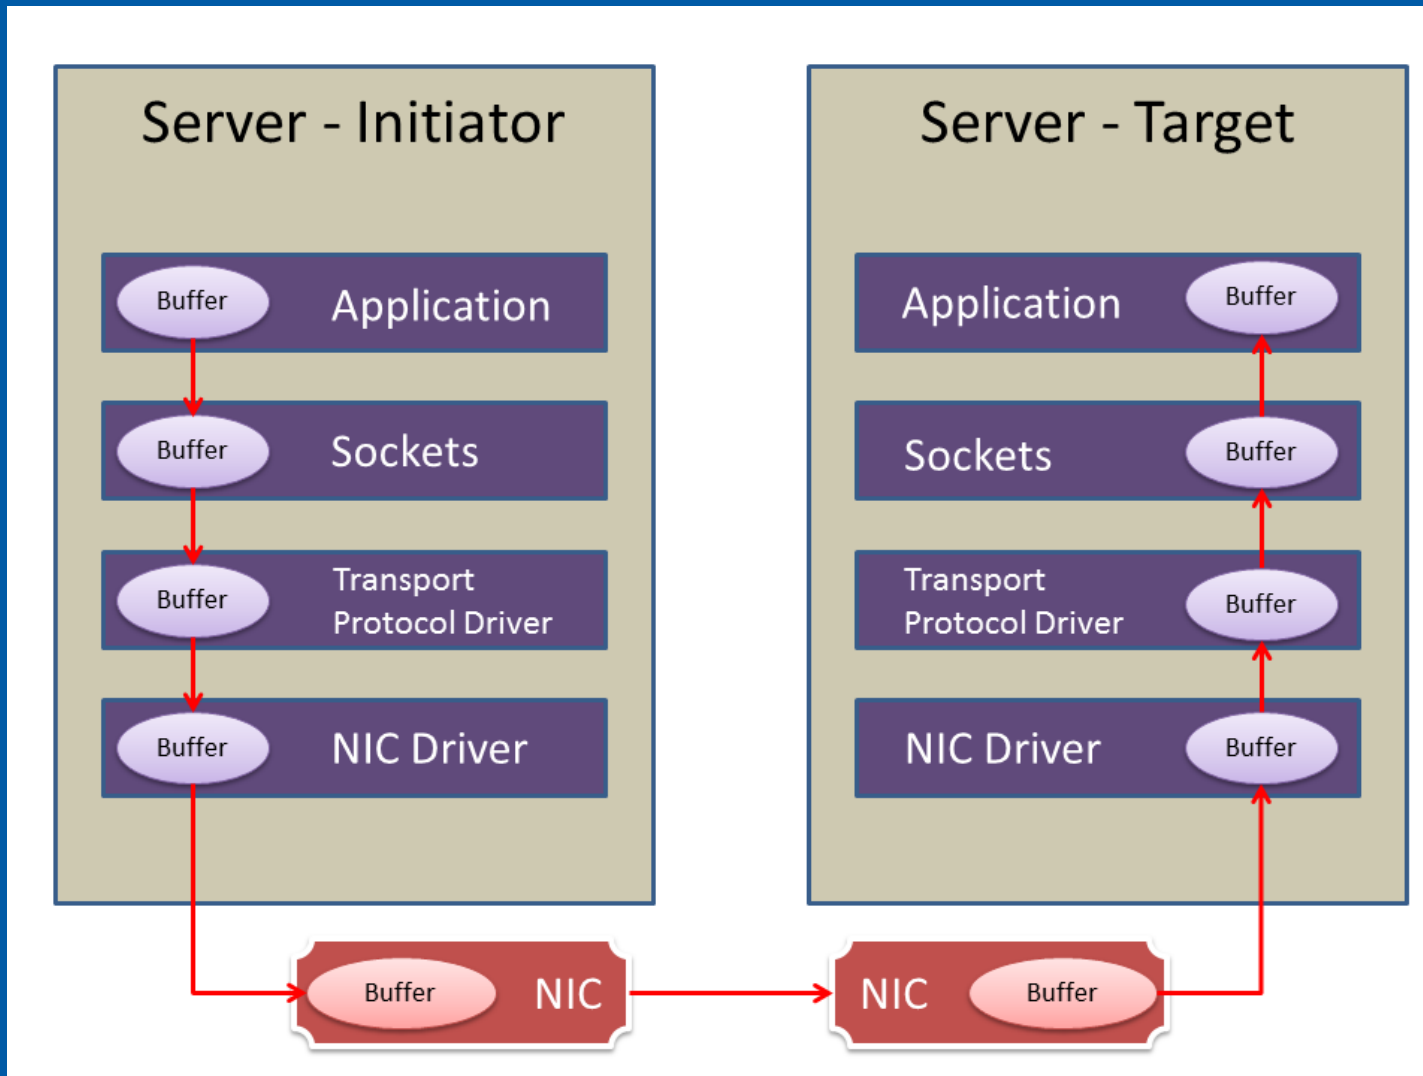 Server - Initiator
Buffer
Application
Buffer
Sockets
Buffer
Transport
Protocol Driver
Buffer
NIC Driver
Buffer
NIC
Server - Target
Application
Buffer
Sockets
Buffer
Transport
Protocol Driver
Buffer
NIC Driver
Buffer
NIC
Buffer